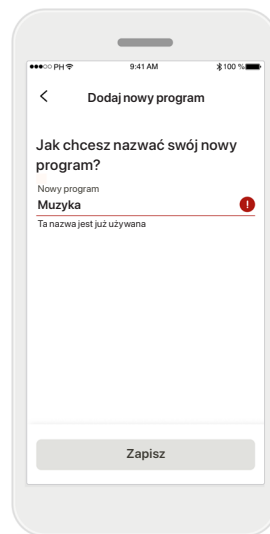 ●●●○○ PH 9:41 AM 100 %
Dodaj nowy program
Jak chcesz nazwać swój nowy
program?
Nowy program
Muzyka !
Ta nazwa jest już używana
Zapisz